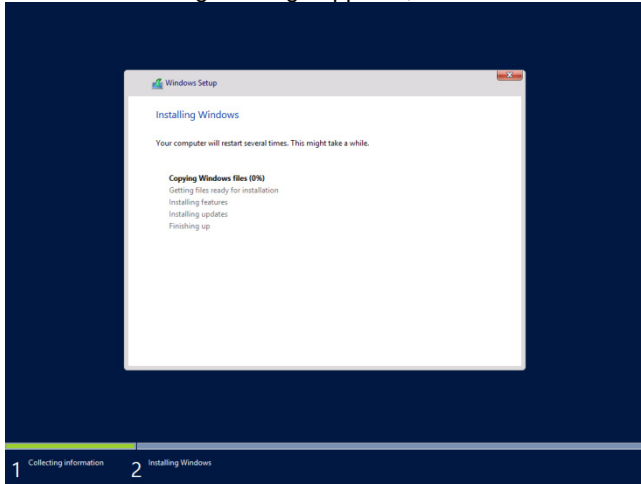 Windows Setup
Installing Windows
Your computer will restart several times. This might take a while.
Copying Windows files (0%)
Getting files ready for installation
Installing features
Installing updates
Finishing up
1 Collecting information 2 Installing Windows